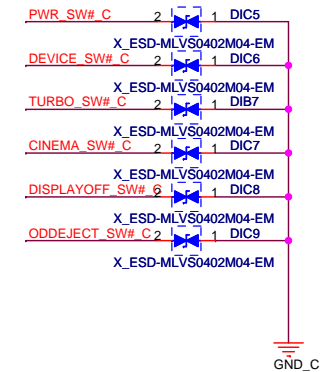 PWR_SW#_C 2 1 DIC5
X_ESD-MLVS0402M04-EM
DEVICE_SW#_C 2 1 DIC6
X_ESD-MLVS0402M04-EM
TURBO_SW#_C 2 1 DIB7
X_ESD-MLVS0402M04-EM
CINEMA_SW#_C 2 1 DIC7
X_ESD-MLVS0402M04-EM
DISPLAYOFF_SW#_C 2 1 DIC8
X_ESD-MLVS0402M04-EM
ODDEJECT_SW#_C 2 1 DIC9
X_ESD-MLVS0402M04-EM
GND_C